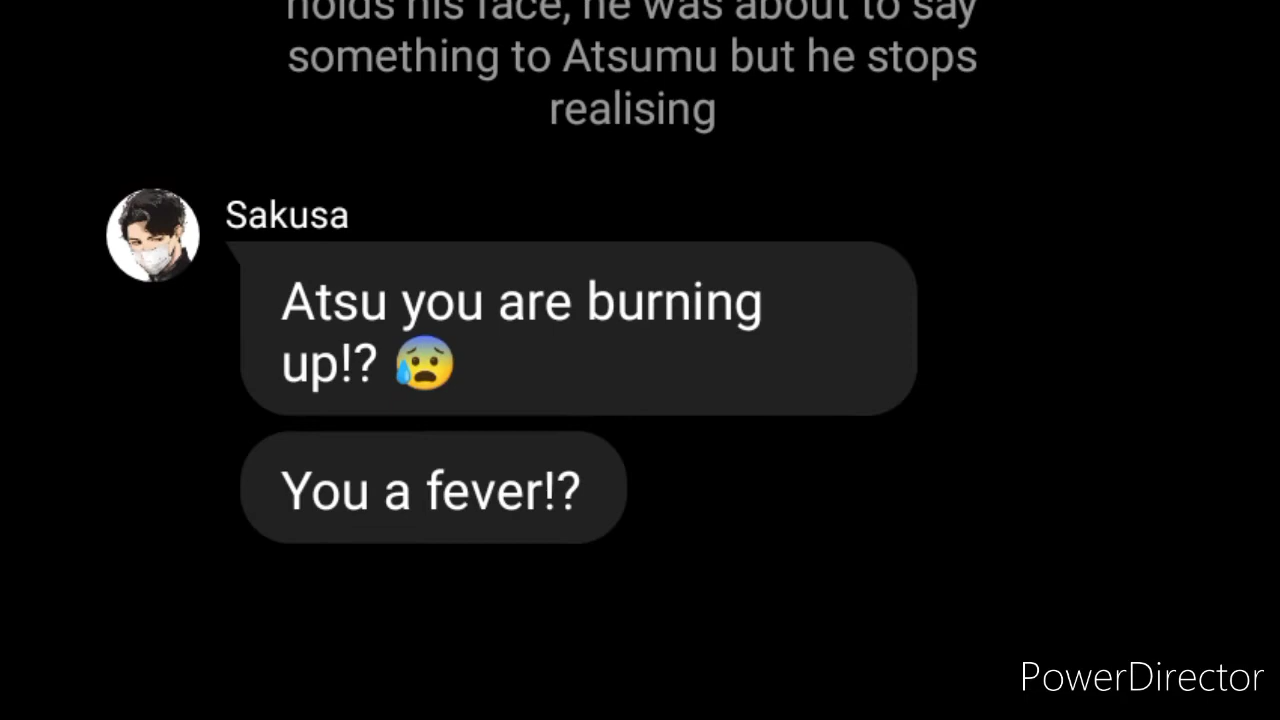 holds his face, he was about to say
something to Atsumu but he stops
realising
Sakusa
Atsu you are burning
up!? 😰
You a fever!?
PowerDirector